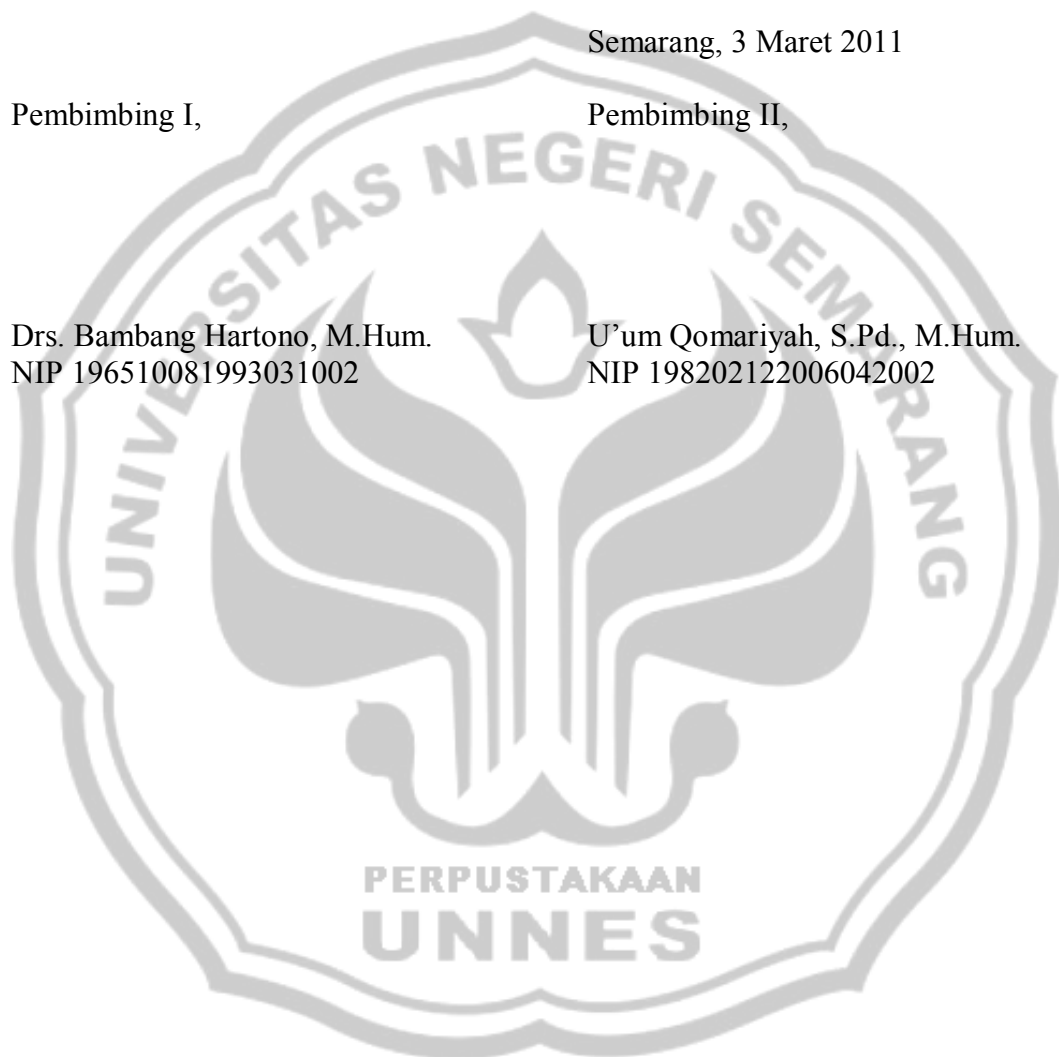 Semarang, 3 Maret 2011
Pembimbing I, Pembimbing II,
UNIVERSITAS NEGERI SEMARANG
Drs. Bambang Hartono, M.Hum. U’um Qomariyah, S.Pd., M.Hum.
NIP 196510081993031002 NIP 198202122006042002
PERPUSTAKAAN
UNNES